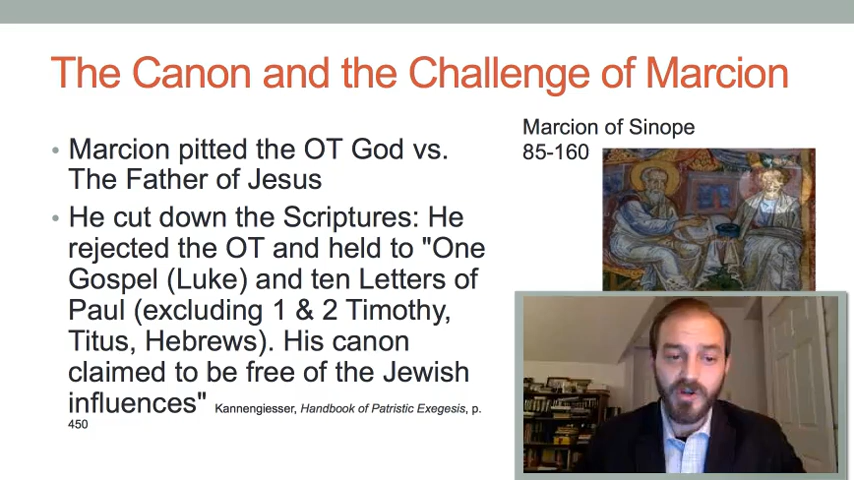 The Canon and the Challenge of Marcion
Marcion of Sinope
85-160
• Marcion pitted the OT God vs.
The Father of Jesus
• He cut down the Scriptures: He
rejected the OT and held to "One
Gospel (Luke) and ten Letters of
Paul (excluding 1 & 2 Timothy,
Titus, Hebrews). His canon
claimed to be free of the Jewish
influences" Kannengiesser, Handbook of Patristic Exegesis, p.
450